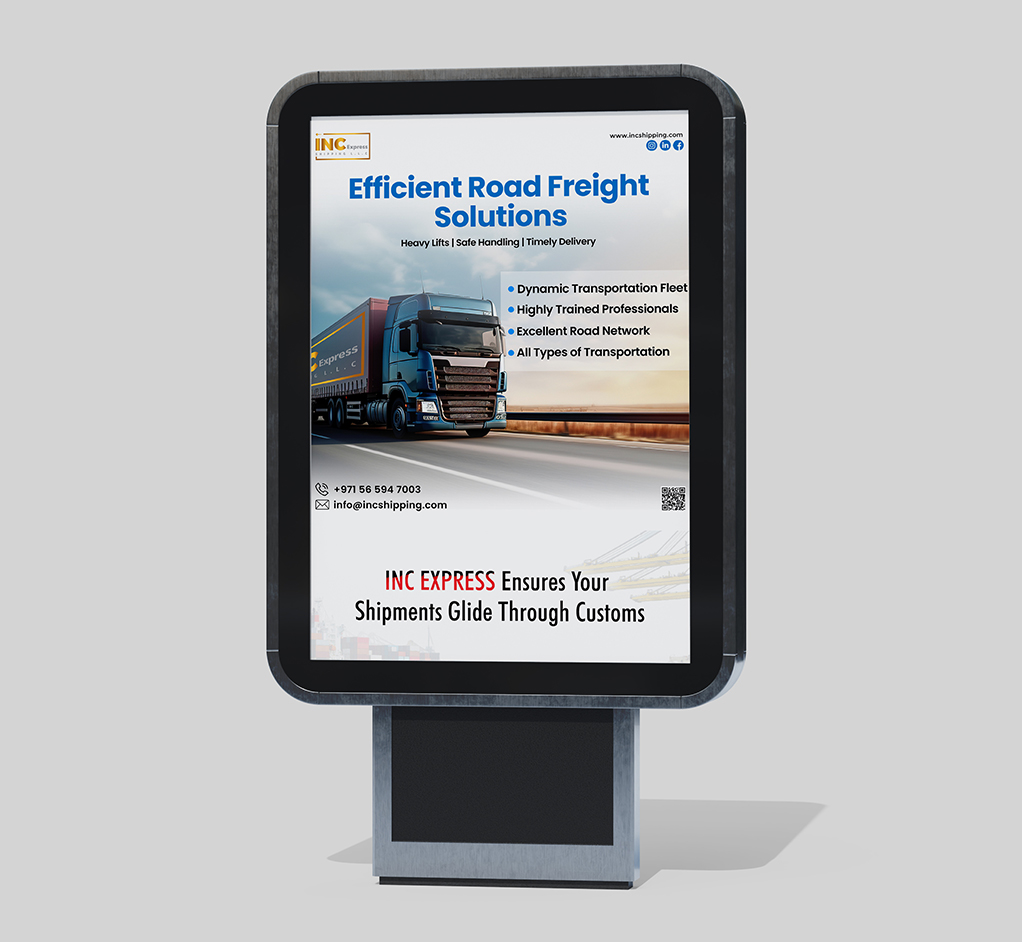 INC Express
SHIPPING L.L.C
www.incshipping.com
Efficient Road Freight
Solutions
Heavy Lifts | Safe Handling | Timely Delivery
Dynamic Transportation Fleet
Highly Trained Professionals
Excellent Road Network
All Types of Transportation
C Express
G L.L.C
+971 56 594 7003
info@incshipping.com
INC EXPRESS Ensures Your
Shipments Glide Through Customs